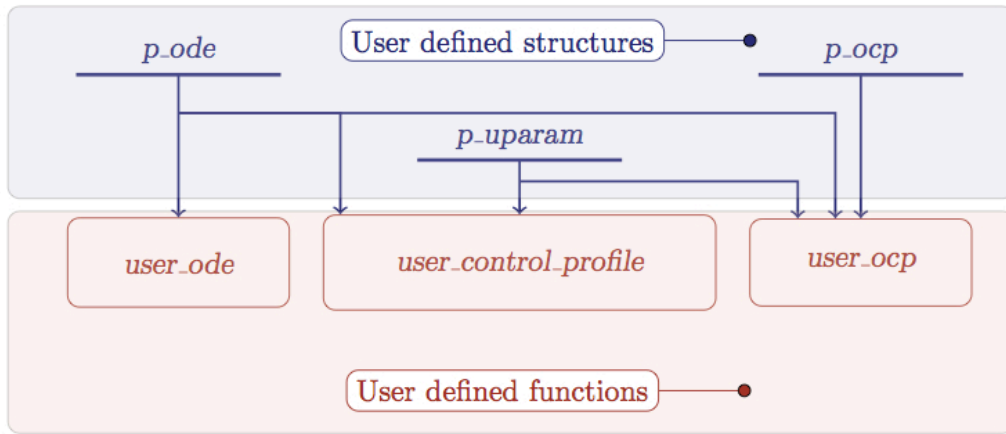 User defined structures
p_ode
p_ocp
p_uparam
user_ode
user_control_profile
user_ocp
User defined functions